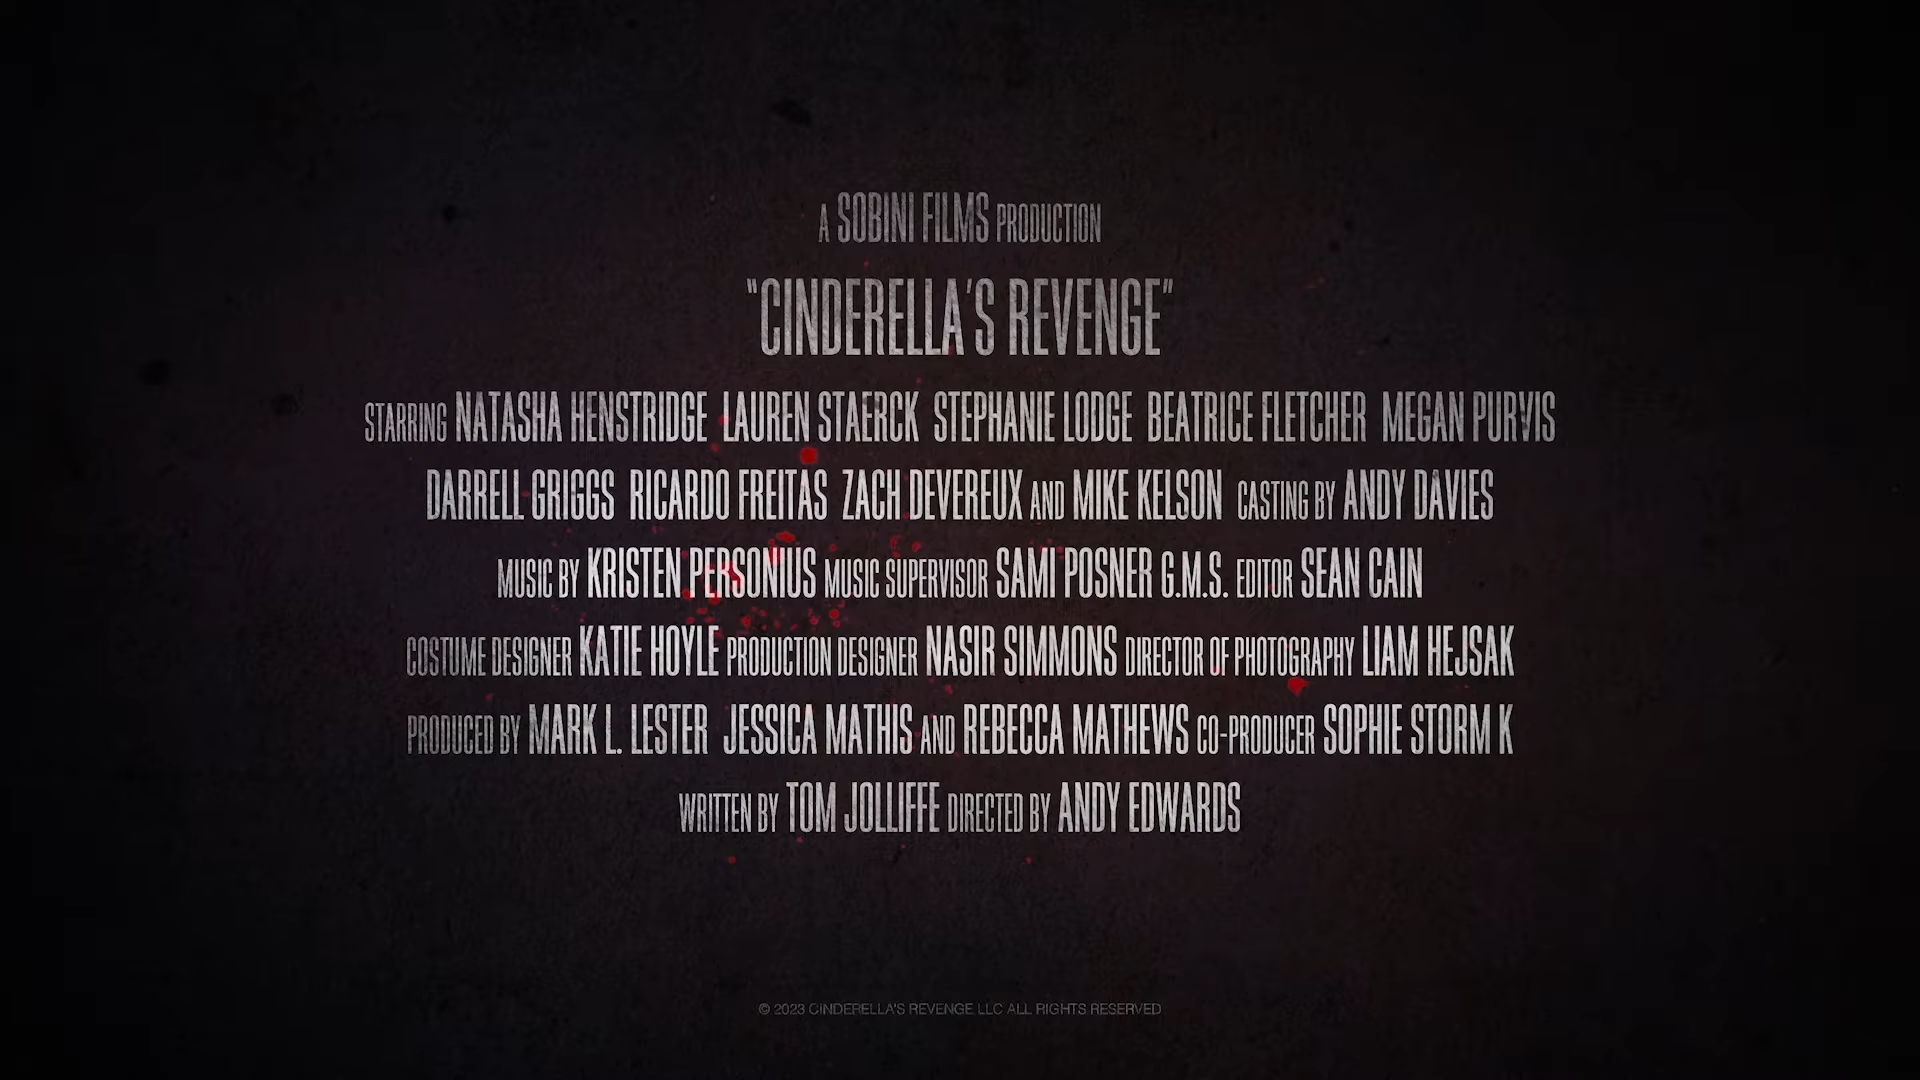 A SOBINI FILMS PRODUCTION
"CINDERELLA'S REVENGE"
STARRING NATASHA HENSTRIDGE LAUREN STAERCK STEPHANIE LODGE BEATRICE FLETCHER MEGAN PURVIS
DARRELL GRIGGS RICARDO FREITAS ZACH DEVEREUX AND MIKE KELSON CASTING BY ANDY DAVIES
MUSIC BY KRISTEN PERSONIUS MUSIC SUPERVISOR SAMI POSNER G.M.S. EDITOR SEAN CAIN
COSTUME DESIGNER KATIE HOYLE PRODUCTION DESIGNER NASIR SIMMONS DIRECTOR OF PHOTOGRAPHY LIAM HEJSAK
PRODUCED BY MARK L. LESTER JESSICA MATHIS AND REBECCA MATHEWS CO-PRODUCER SOPHIE STORM K
WRITTEN BY TOM JOLLIFFE DIRECTED BY ANDY EDWARDS
© 2023 CINDERELLA'S REVENGE LLC ALL RIGHTS RESERVED